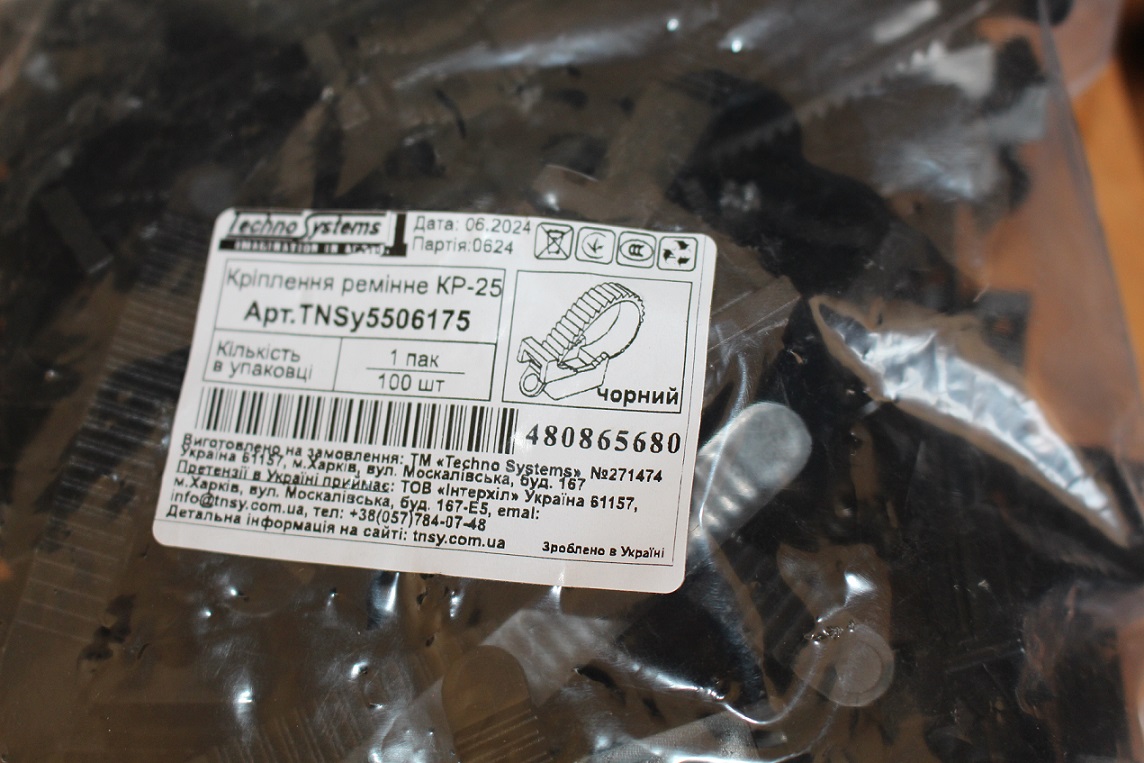 Techno Systems
Дата: 06.2024
Партія:0624
Кріплення ремінне КР-25
Арт.TNSy5506175
Кількість
в упаковці
1 пак
100 шт
чорний
480865680
Виготовлено на замовлення: ТМ «Techno Systems» №271474
Україна 61157, м.Харків, вул. Москалівська, буд. 167
Претензії в Україні приймає: ТОВ «Інтерхіл» Україна 61157,
м.Харків, вул. Москалівська, буд. 167-Е5, emal:
info@tnsy.com.ua, тел: +38(057)784-07-48
Детальна інформація на сайті: tnsy.com.ua
Зроблено в Україні